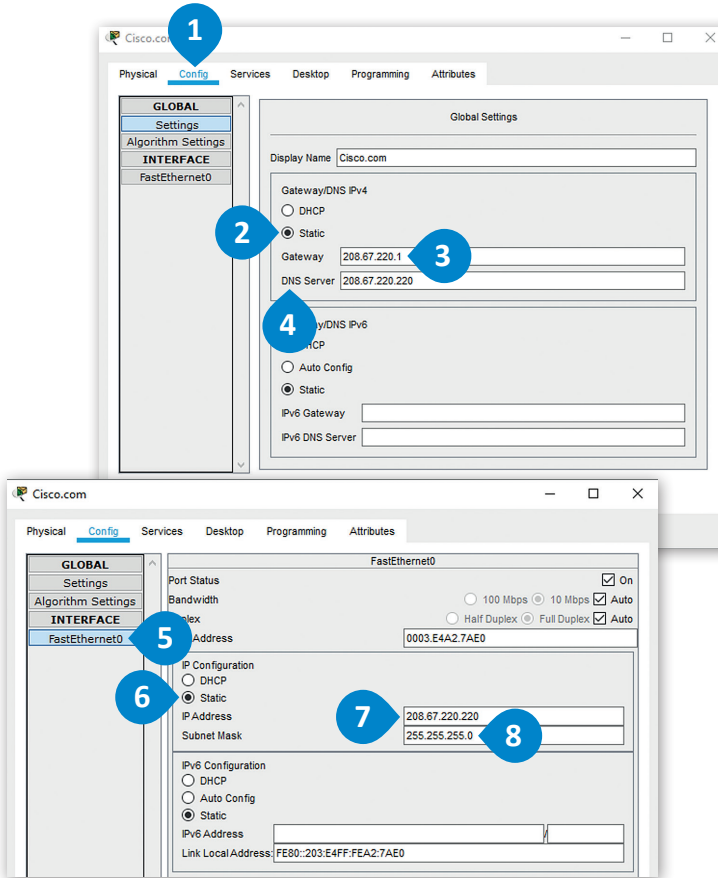 1
Cisco.co
Physical Config Services Desktop Programming Attributes
GLOBAL
Settings
Algorithm Settings
INTERFACE
FastEthernet0
Global Settings
Display Name Cisco.com
Gateway/DNS IPv4
DHCP
2
Static
Gateway 208.67.220.1
3
DNS Server 208.67.220.220
4
y/DNS IPv6
HCP
Auto Config
Static
IPv6 Gateway
IPv6 DNS Server
Cisco.com
Physical Config Services Desktop Programming Attributes
GLOBAL
Settings
Algorithm Settings
INTERFACE
FastEthernet0
5
FastEthernet0
Port Status On
Bandwidth 100 Mbps 10 Mbps Auto
plex Half Duplex Full Duplex Auto
Address 0003.E4A2.7AE0
IP Configuration
DHCP
6
Static
IP Address 7 208.67.220.220
Subnet Mask 255.255.255.0 8
IPv6 Configuration
DHCP
Auto Config
Static
IPv6 Address /
Link Local Address: FE80::203:E4FF:FEA2:7AE0